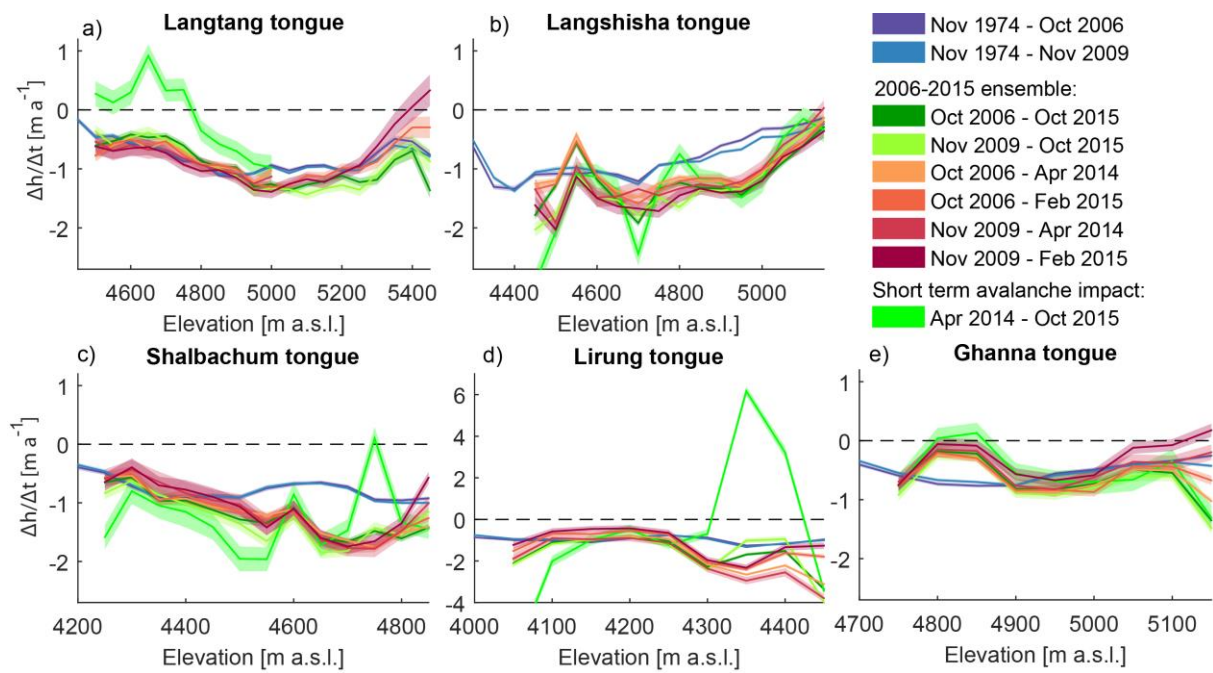 a) Langtang tongue
b) Langshisha tongue
1
0
-1
-2
Δh/Δt [m a⁻¹]
4600 4800 5000 5200 5400
Elevation [m a.s.l.]
4400 4600 4800 5000
Elevation [m a.s.l.]
1
0
-1
-2
Nov 1974 - Oct 2006
Nov 1974 - Nov 2009
2006-2015 ensemble:
Oct 2006 - Oct 2015
Nov 2009 - Oct 2015
Oct 2006 - Apr 2014
Oct 2006 - Feb 2015
Nov 2009 - Apr 2014
Nov 2009 - Feb 2015
Short term avalanche impact:
Apr 2014 - Oct 2015
c) Shalbachum tongue
1
0
-1
-2
Δh/Δt [m a⁻¹]
4200 4400 4600 4800
Elevation [m a.s.l.]
d) Lirung tongue
6
4
2
0
-2
-4
4000 4100 4200 4300 4400
Elevation [m a.s.l.]
e) Ghanna tongue
1
0
-1
-2
4700 4800 4900 5000 5100
Elevation [m a.s.l.]